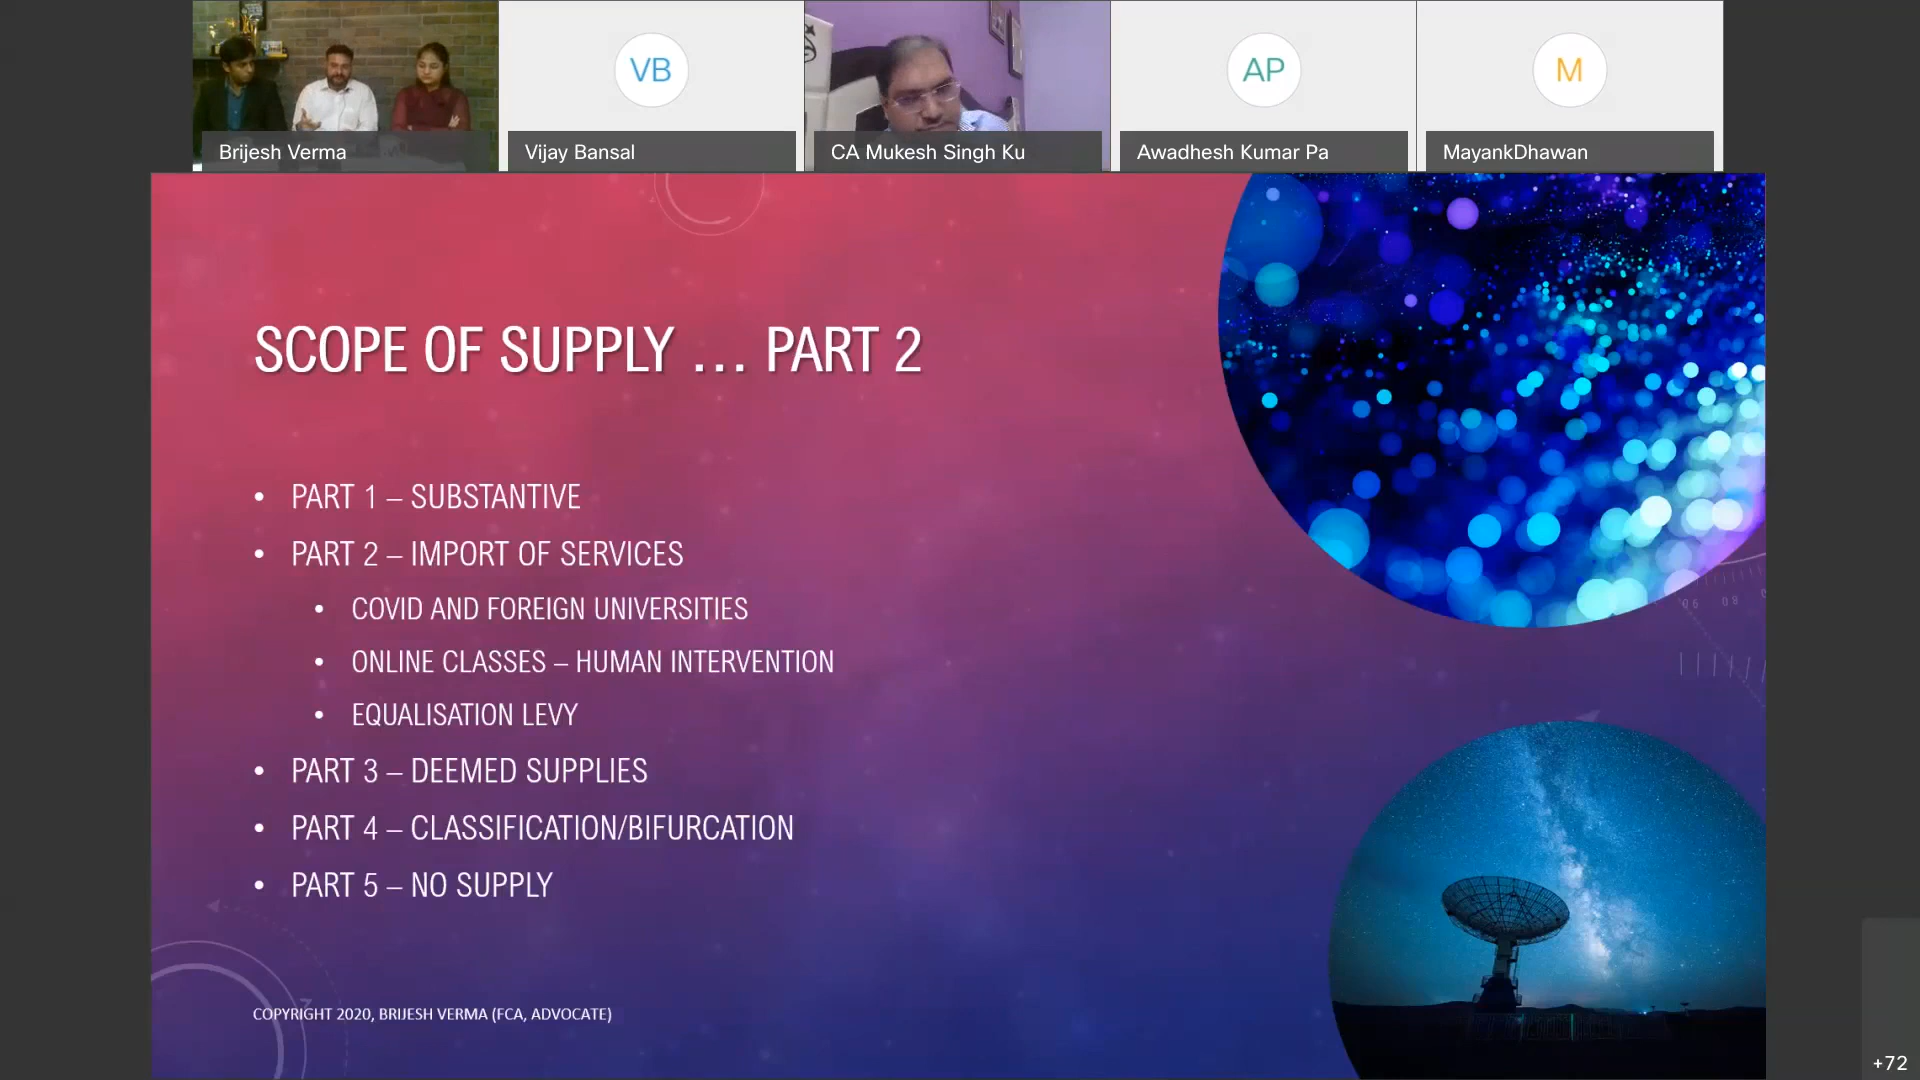 Brijesh Verma
VB
Vijay Bansal
CA Mukesh Singh Ku
AP
Awadhesh Kumar Pa
M
MayankDhawan
SCOPE OF SUPPLY ... PART 2
• PART 1 – SUBSTANTIVE
• PART 2 – IMPORT OF SERVICES
• COVID AND FOREIGN UNIVERSITIES
• ONLINE CLASSES – HUMAN INTERVENTION
• EQUALISATION LEVY
• PART 3 – DEEMED SUPPLIES
• PART 4 – CLASSIFICATION/BIFURCATION
• PART 5 – NO SUPPLY
COPYRIGHT 2020, BRIJESH VERMA (FCA, ADVOCATE)
+72